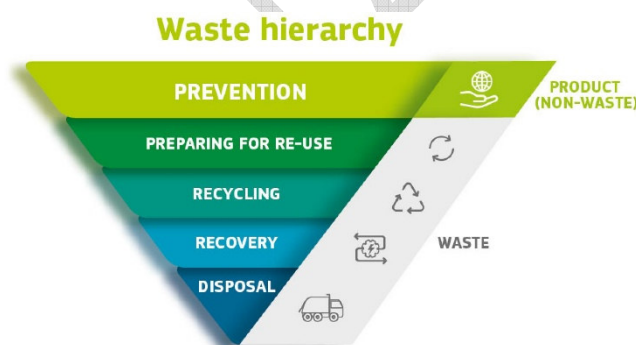 Waste hierarchy
PREVENTION
PRODUCT
(NON-WASTE)
PREPARING FOR RE-USE
RECYCLING
RECOVERY
WASTE
DISPOSAL